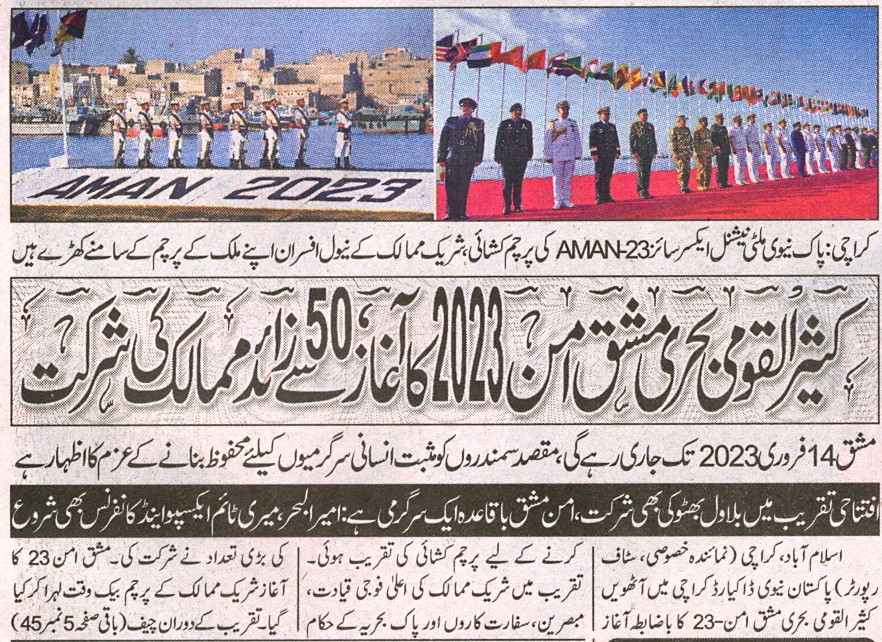 AMAN 2023
کراچی: پاک نیوی ملٹی نیشنل ایکسرسائز AMAN-23 کی پرچم کشائی، شریک ممالک کے نیول افسران اپنے ملک کے پرچم کے سامنے کھڑے ہیں
کثیر القومی بحری مشق امن 2023 کا آغاز، 50 سے زائد ممالک کی شرکت
مشق 14 فروری 2023 تک جاری رہے گی، مقصد سمندروں کو مثبت انسانی سرگرمیوں کیلئے محفوظ بنانے کے عزم کا اظہار ہے
افتتاحی تقریب میں بلاول بھٹو کی بھی شرکت، امن مشق باقاعدہ ایک سرگرمی ہے: امیر البحر، میری ٹائم ایکسپو اینڈ کانفرنس بھی شروع
اسلام آباد، کراچی (نمائندہ خصوصی، سٹاف
رپورٹر) پاکستان نیوی ڈاکیارڈ کراچی میں آٹھویں
کثیر القومی بحری مشق امن-23 کا باضابطہ آغاز
کرنے کے لیے پرچم کشائی کی تقریب ہوئی۔
تقریب میں شریک ممالک کی اعلیٰ فوجی قیادت،
مبصرین، سفارت کاروں اور پاک بحریہ کے حکام
کی بڑی تعداد نے شرکت کی۔ مشق امن 23 کا
آغاز شریک ممالک کے پرچم بیک وقت لہرا کر کیا
گیا۔ تقریب کے دوران چیف (باقی صفحہ 5 نمبر 45)